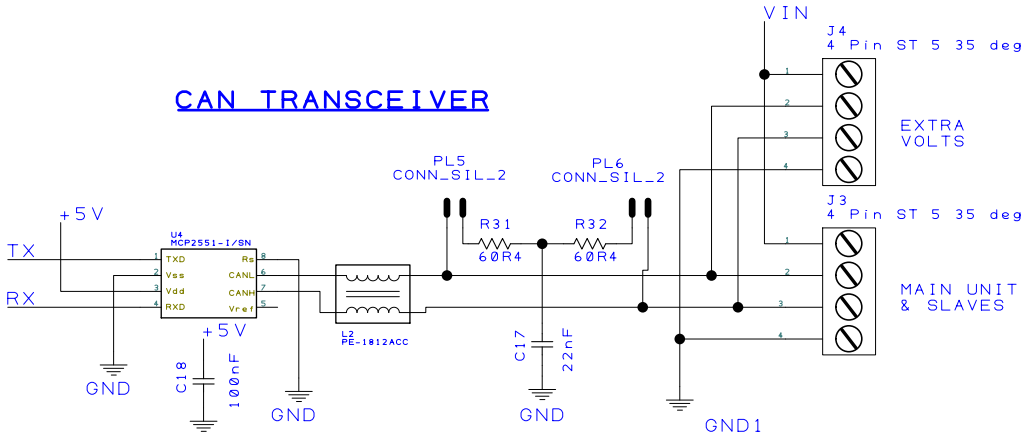 VIN
J4
4 Pin ST 5 35 deg
1
2
3
4
EXTRA
VOLTS
CAN TRANSCEIVER
PL5
CONN_SIL_2
PL6
CONN_SIL_2
J3
4 Pin ST 5 35 deg
1
2
3
4
MAIN UNIT
& SLAVES
R31
60R4
R32
60R4
+5V
U4
MCP2551-I/SN
TX
1 TXD Rs 8
2 Vss CANL 6
3 Vdd CANH 7
RX
4 RXD Vref 5
L2
PE-1812ACC
+5V
C18
100nF
C17
22nF
GND
GND
GND
GND1